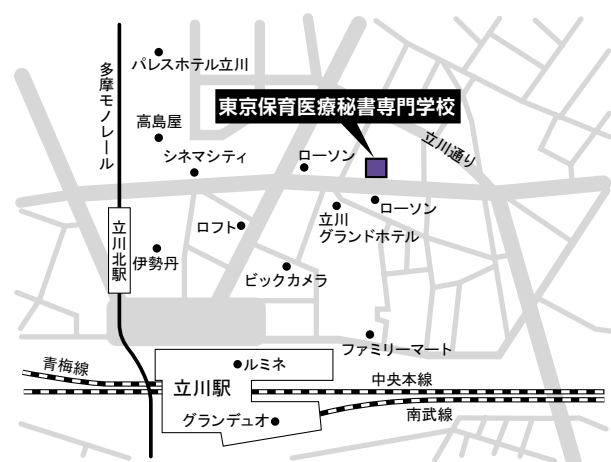 パレスホテル立川
多摩モノレール
東京保育医療秘書専門学校
高島屋
シネマシティ
ローソン
立川通り
ローソン
立川
グランドホテル
ロフト
立川北駅
伊勢丹
ビックカメラ
ファミリーマート
ルミネ
青梅線
立川駅
中央本線
南武線
グランデュオ